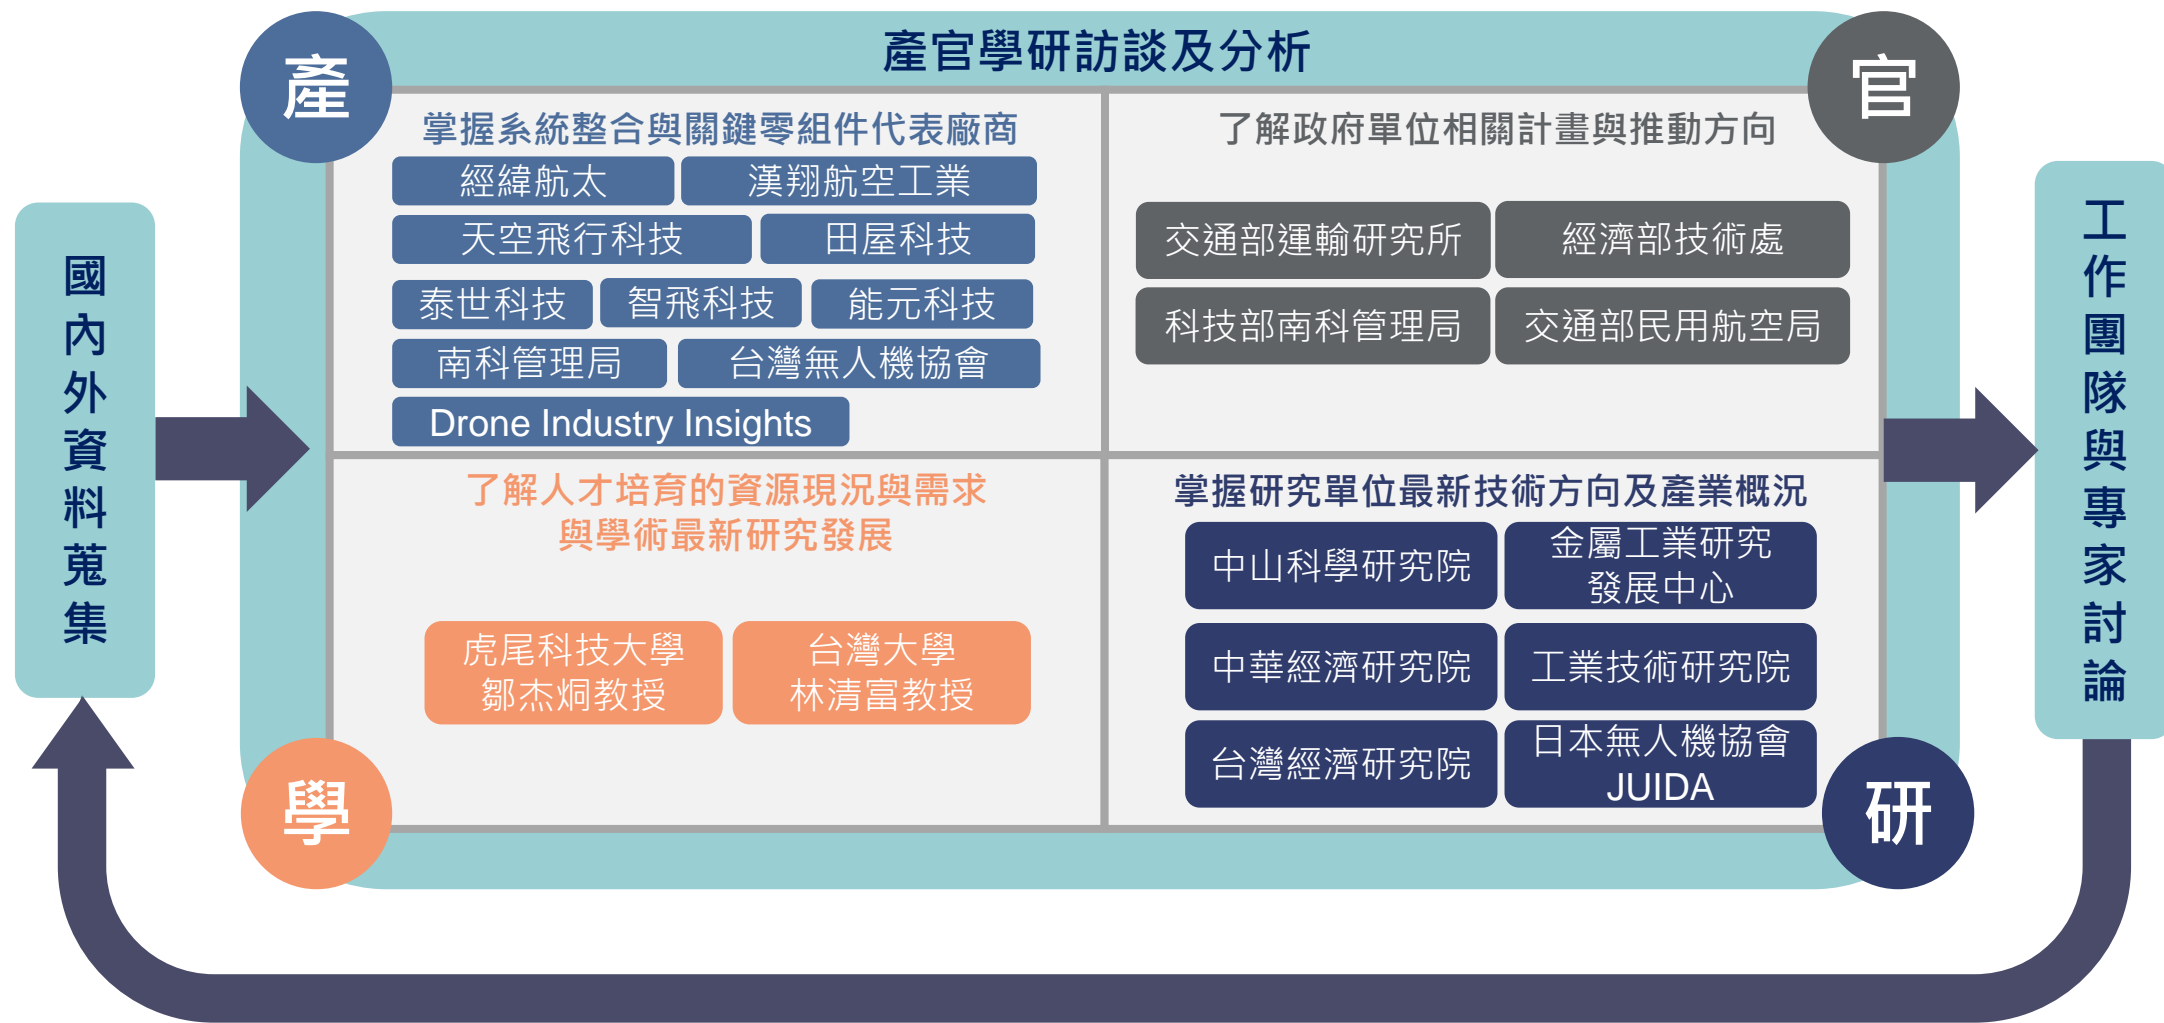 產官學研訪談及分析
產
官
國內外資料蒐集
掌握系統整合與關鍵零組件代表廠商
經緯航太
漢翔航空工業
天空飛行科技
田屋科技
泰世科技
智飛科技
能元科技
南科管理局
台灣無人機協會
Drone Industry Insights
了解政府單位相關計畫與推動方向
交通部運輸研究所
經濟部技術處
科技部南科管理局
交通部民用航空局
了解人才培育的資源現況與需求
與學術最新研究發展
虎尾科技大學
鄒杰烔教授
台灣大學
林清富教授
學
掌握研究單位最新技術方向及產業概況
中山科學研究院
金屬工業研究
發展中心
中華經濟研究院
工業技術研究院
台灣經濟研究院
日本無人機協會
JUIDA
研
工作團隊與專家討論